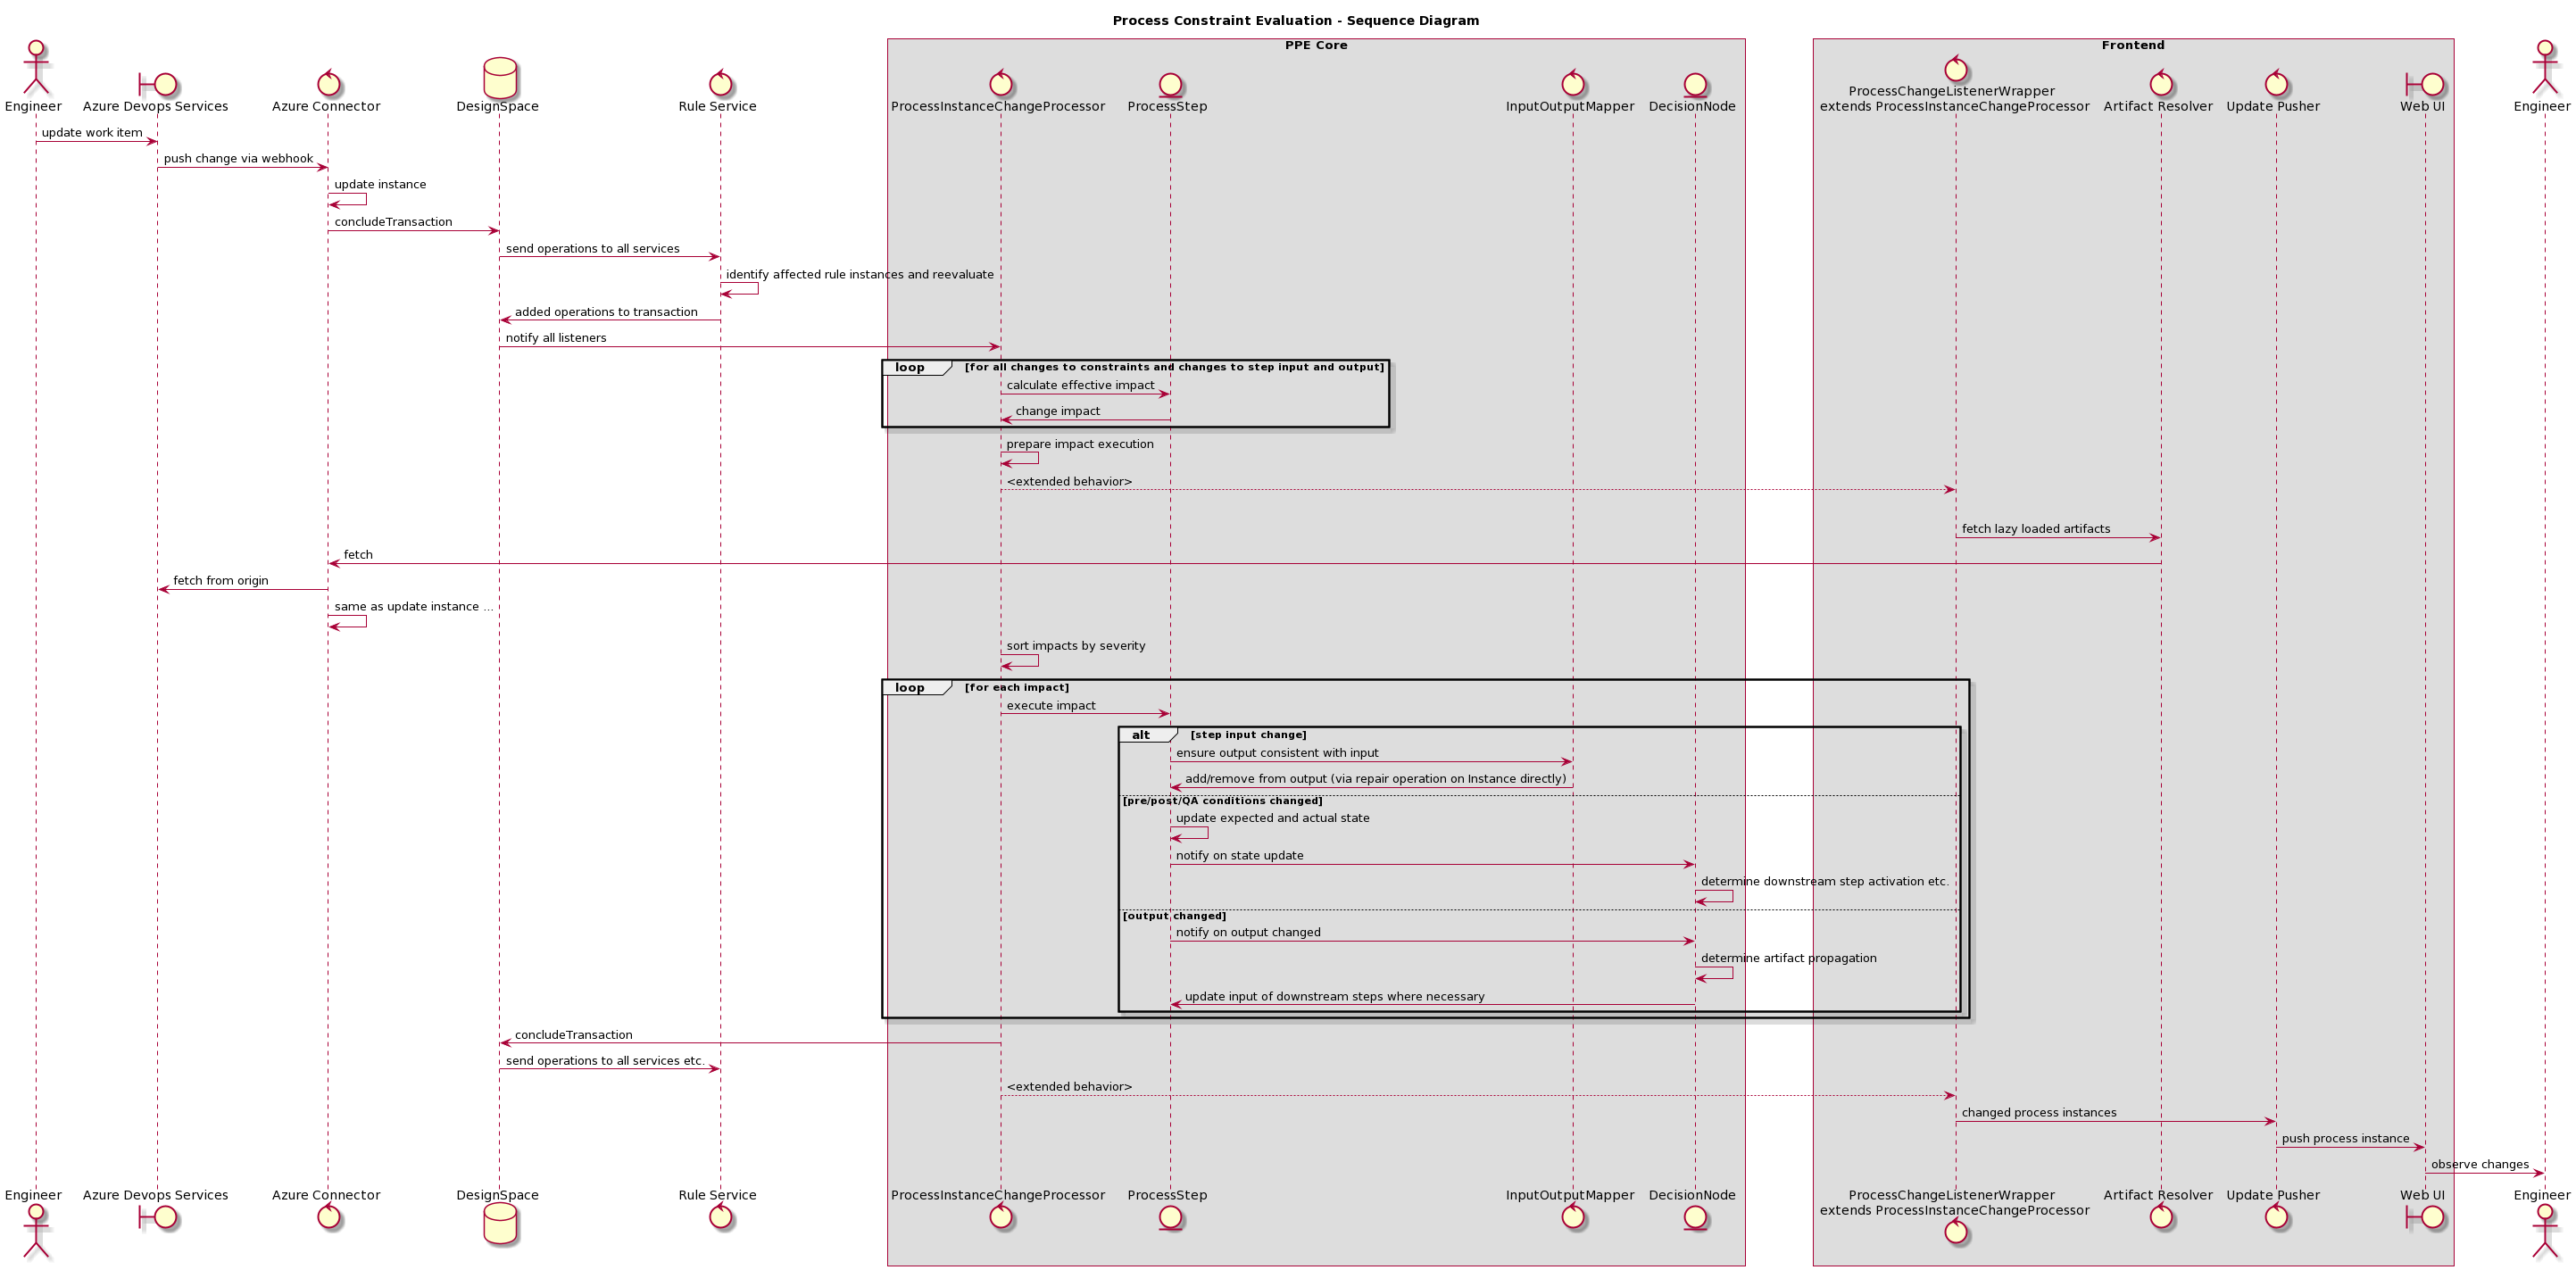 Process Constraint Evaluation - Sequence Diagram
PPE Core
Frontend
Engineer
Azure Devops Services
Azure Connector
DesignSpace
Rule Service
ProcessInstanceChangeProcessor
ProcessStep
InputOutputMapper
DecisionNode
ProcessChangeListenerWrapper
extends ProcessInstanceChangeProcessor
Artifact Resolver
Update Pusher
Web UI
Engineer
update work item
push change via webhook
update instance
concludeTransaction
send operations to all services
identify affected rule instances and reevaluate
added operations to transaction
notify all listeners
loop [for all changes to constraints and changes to step input and output]
calculate effective impact
change impact
prepare impact execution
<extended behavior>
fetch lazy loaded artifacts
fetch
fetch from origin
same as update instance ...
sort impacts by severity
loop [for each impact]
execute impact
alt [step input change]
ensure output consistent with input
add/remove from output (via repair operation on Instance directly)
[pre/post/QA conditions changed]
update expected and actual state
notify on state update
determine downstream step activation etc.
[output changed]
notify on output changed
determine artifact propagation
update input of downstream steps where necessary
concludeTransaction
send operations to all services etc.
<extended behavior>
changed process instances
push process instance
observe changes
Engineer
Azure Devops Services
Azure Connector
DesignSpace
Rule Service
ProcessInstanceChangeProcessor
ProcessStep
InputOutputMapper
DecisionNode
ProcessChangeListenerWrapper
extends ProcessInstanceChangeProcessor
Artifact Resolver
Update Pusher
Web UI
Engineer